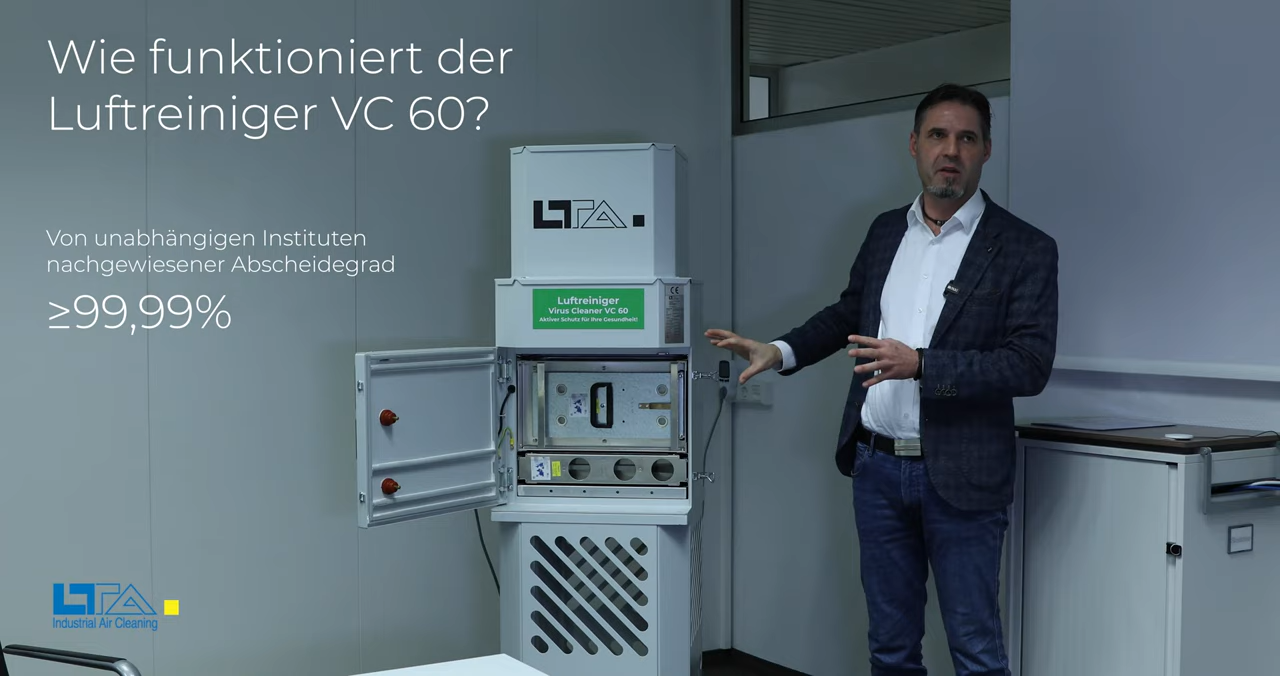 Wie funktioniert der
Luftreiniger VC 60?
Von unabhängigen Instituten
nachgewiesener Abscheidegrad
≥99,99%
LTA
Luftreiniger
Virus Cleaner VC 60
Aktiver Schutz für Ihre Gesundheit!
CE
LTA
Industrial Air Cleaning